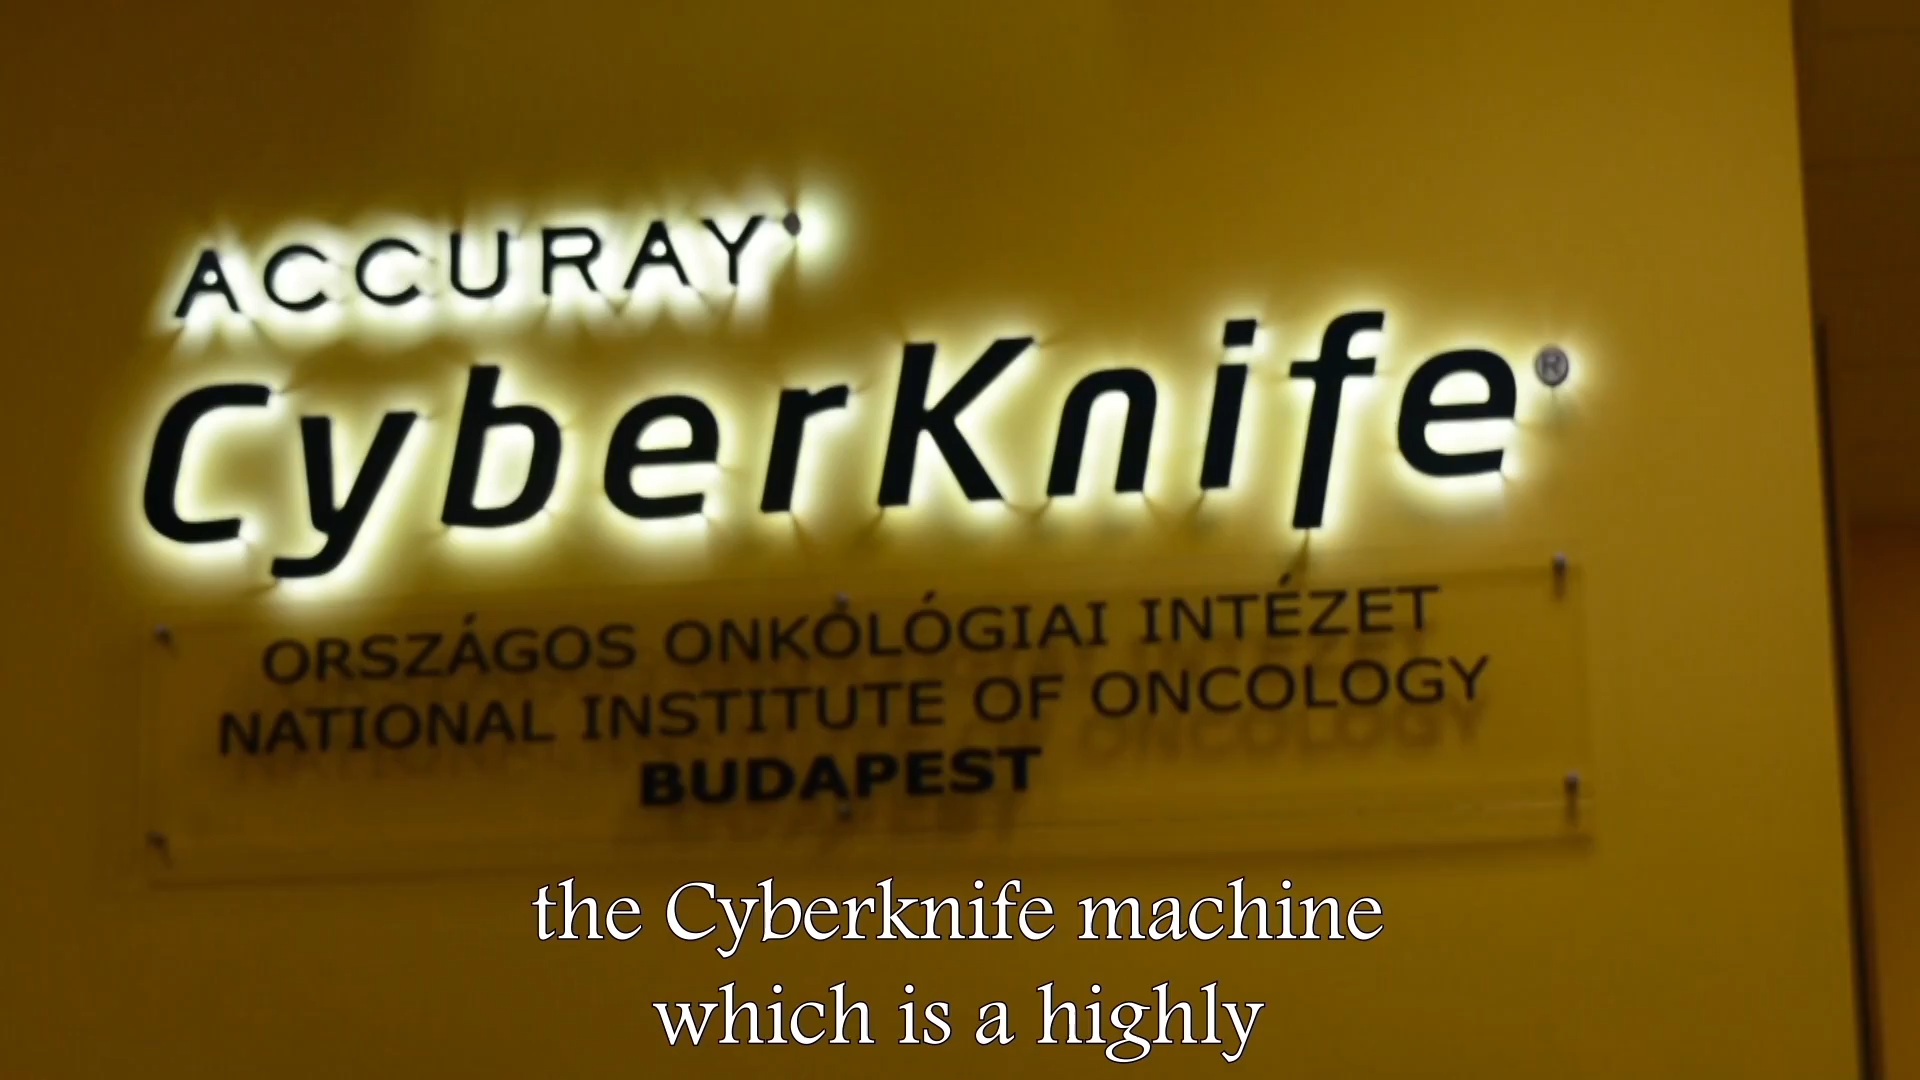 ACCURAY
CyberKnife®
ORSZÁGOS ONKOLÓGIAI INTÉZET
NATIONAL INSTITUTE OF ONCOLOGY
BUDAPEST
the Cyberknife machine
which is a highly